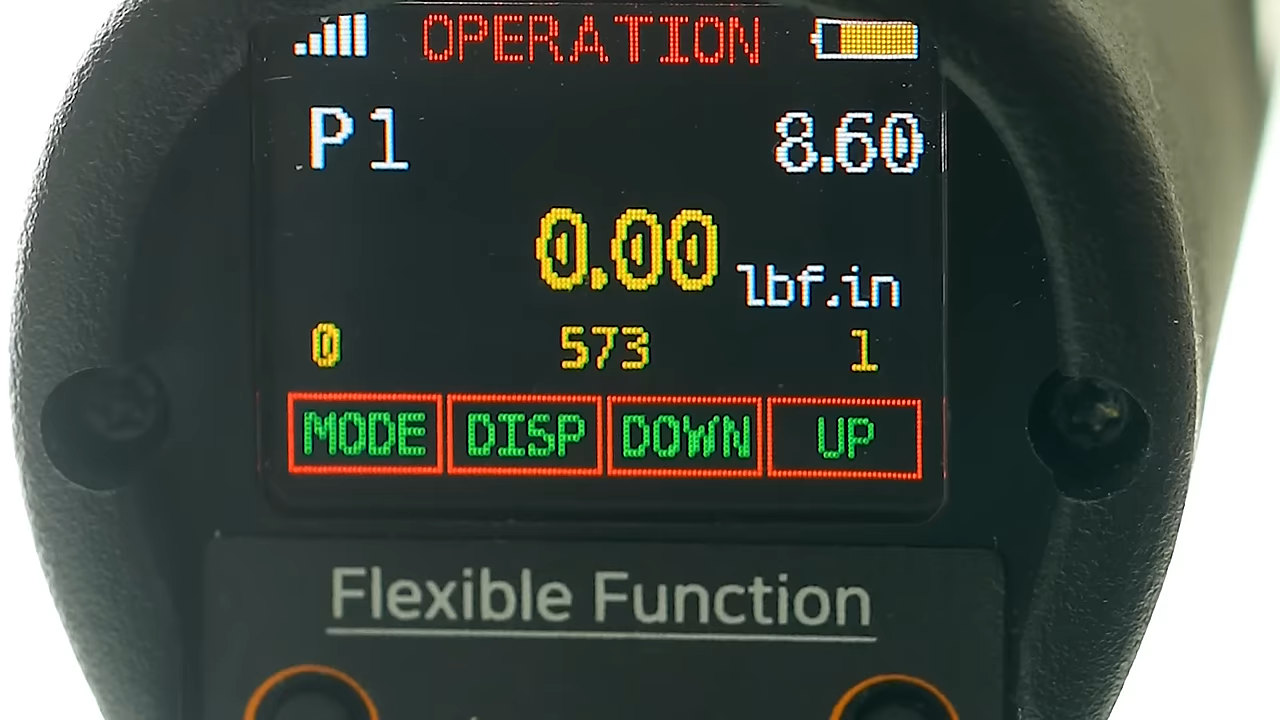 OPERATION
P1 8.60
0.00 lbf.in
0 573 1
MODE DISP DOWN UP
Flexible Function